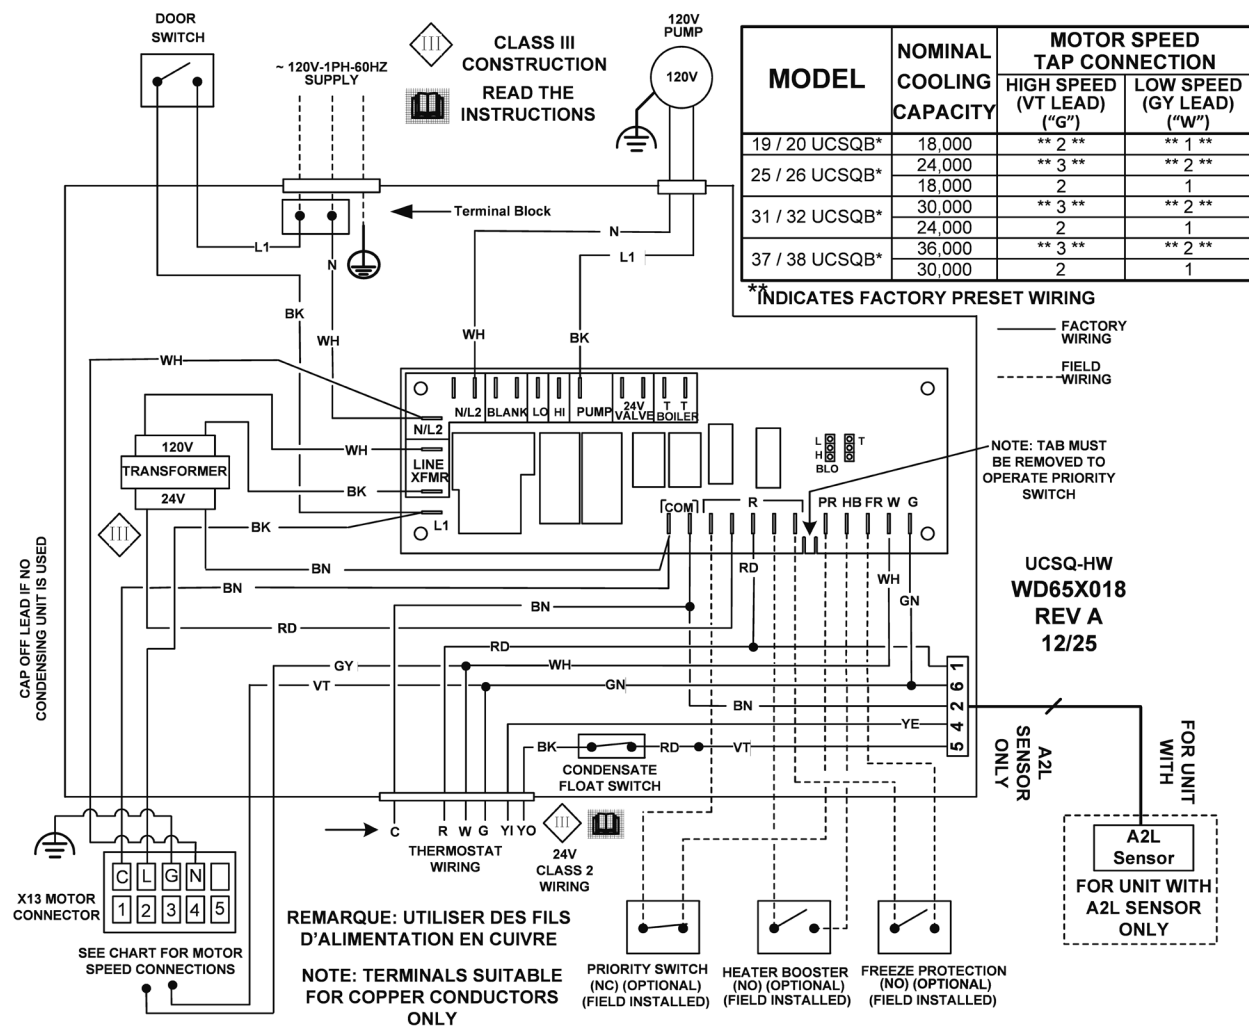 DOOR
SWITCH
~ 120V-1PH-60HZ
SUPPLY
III
CLASS III
CONSTRUCTION
READ THE
INSTRUCTIONS
120V
PUMP
120V
MODEL
NOMINAL
COOLING
CAPACITY
MOTOR SPEED
TAP CONNECTION
HIGH SPEED
(VT LEAD)
("G")
LOW SPEED
(GY LEAD)
("W")
19 / 20 UCSQB* 18,000 ** 2 ** ** 1 **
25 / 26 UCSQB* 24,000 ** 3 ** ** 2 **
18,000 2 1
31 / 32 UCSQB* 30,000 ** 3 ** ** 2 **
24,000 2 1
37 / 38 UCSQB* 36,000 ** 3 ** ** 2 **
30,000 2 1
**INDICATES FACTORY PRESET WIRING
FACTORY
WIRING
FIELD
WIRING
Terminal Block
L1
N
N
L1
BK
WH
WH
BK
WH
N/L2 BLANK LO HI PUMP 24V
VALVE T T
BOILER
N/L2
LINE
XFMR
L1
120V
TRANSFORMER
24V
WH
BK
BK
III
L
H
BLO
T
NOTE: TAB MUST
BE REMOVED TO
OPERATE PRIORITY
SWITCH
COM R PR HB FR W G
BN
BN
BN
RD
RD
WH
GN
RD
GY
WH
VT
GN
BN
YE
BK
RD
VT
1
6
2
4
5
CONDENSATE
FLOAT SWITCH
UCSQ-HW
WD65X018
REV A
12/25
CAP OFF LEAD IF NO
CONDENSING UNIT IS USED
A2L
SENSOR
ONLY
FOR UNIT
WITH
A2L
Sensor
FOR UNIT WITH
A2L SENSOR
ONLY
C R W G YI YO
THERMOSTAT
WIRING
III
24V
CLASS 2
WIRING
C L G N
1 2 3 4 5
X13 MOTOR
CONNECTOR
SEE CHART FOR MOTOR
SPEED CONNECTIONS
REMARQUE: UTILISER DES FILS
D'ALIMENTATION EN CUIVRE
NOTE: TERMINALS SUITABLE
FOR COPPER CONDUCTORS
ONLY
PRIORITY SWITCH
(NC) (OPTIONAL)
(FIELD INSTALLED)
HEATER BOOSTER
(NO) (OPTIONAL)
(FIELD INSTALLED)
FREEZE PROTECTION
(NO) (OPTIONAL)
(FIELD INSTALLED)